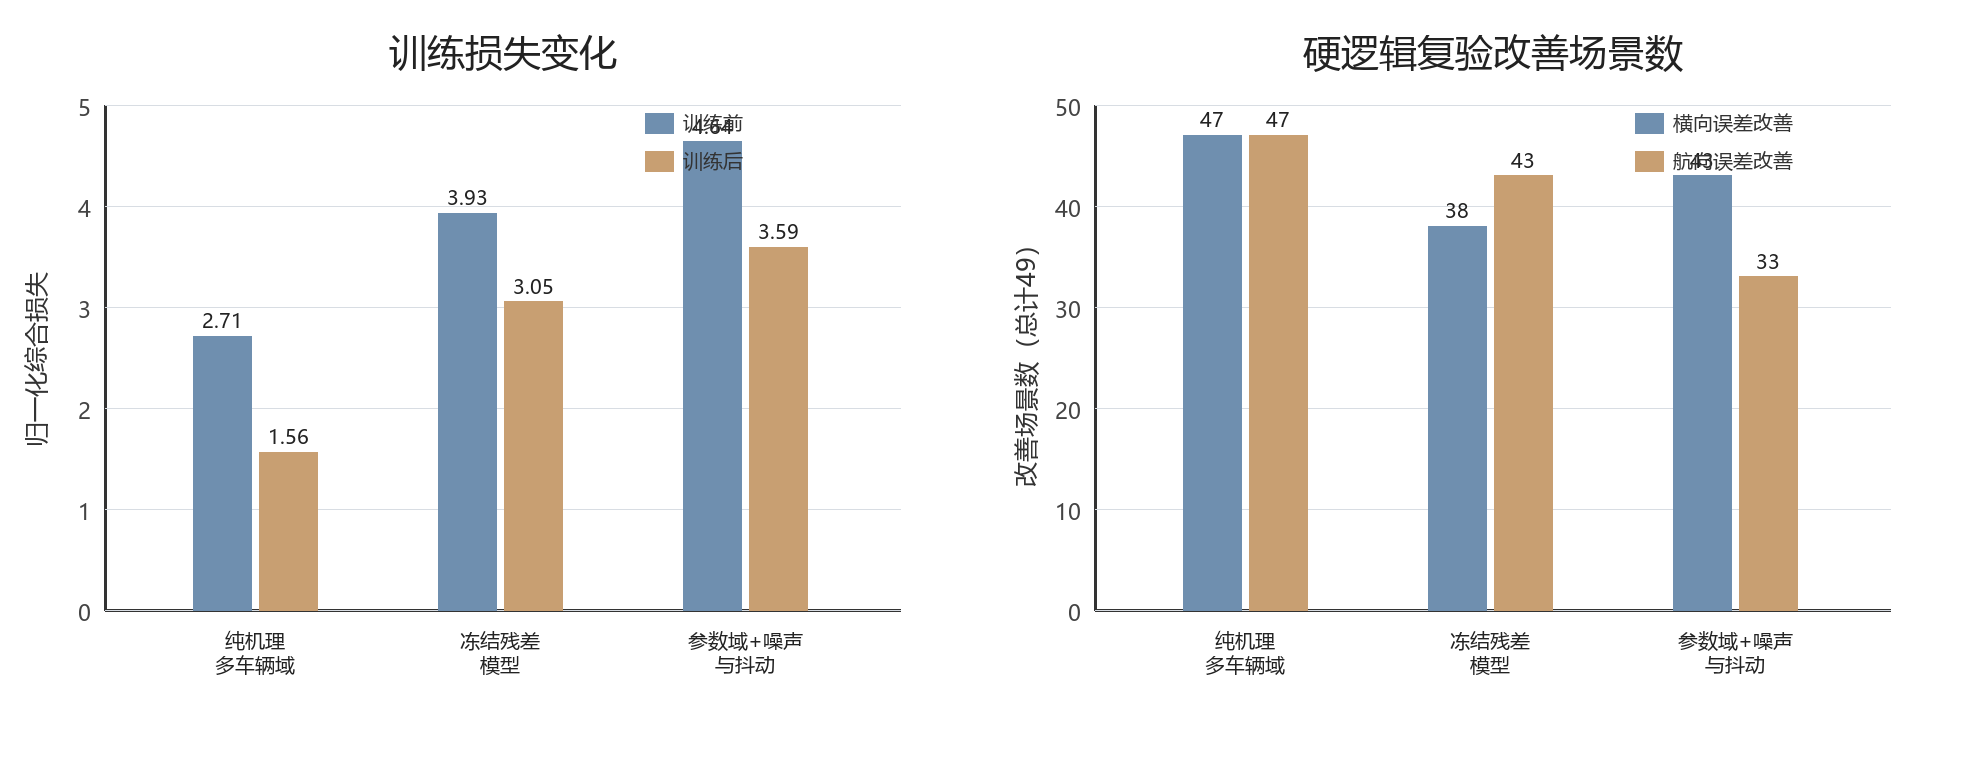 训练损失变化
5
4
3
2
1
0
归一化综合损失
训练前
训练后
2.71
1.56
3.93
3.05
4.64
3.59
纯机理
多车辆域
冻结残差
模型
参数域+噪声
与抖动
硬逻辑复验改善场景数
50
40
30
20
10
0
改善场景数（总计49）
横向误差改善
航向误差改善
47
47
38
43
43
33
纯机理
多车辆域
冻结残差
模型
参数域+噪声
与抖动